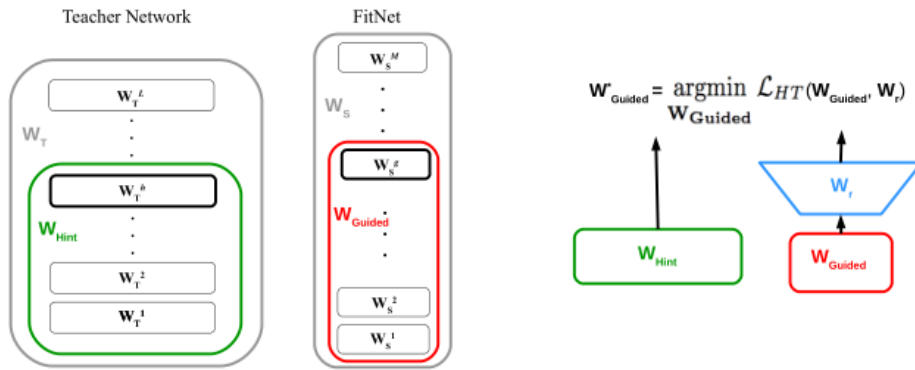 Teacher Network
W_T^L
W_T
W_T^h
W_Hint
W_T^2
W_T^1
FitNet
W_S^M
W_S
W_S^g
W_Guided
W_S^2
W_S^1
W*_Guided = argmin_{W_Guided} L_HT(W_Guided, W_r)
W_r
W_Hint
W_Guided